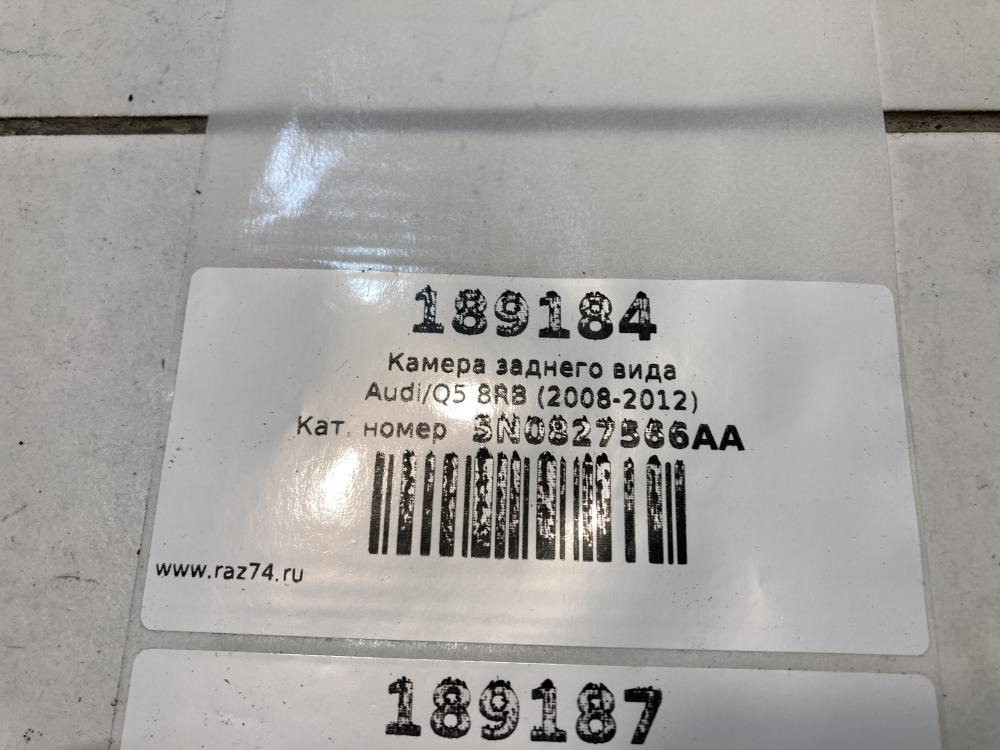 189184
Камера заднего вида
Audi/Q5 8RB (2008-2012)
Кат. номер 5N0827566AA
www.raz74.ru
189187